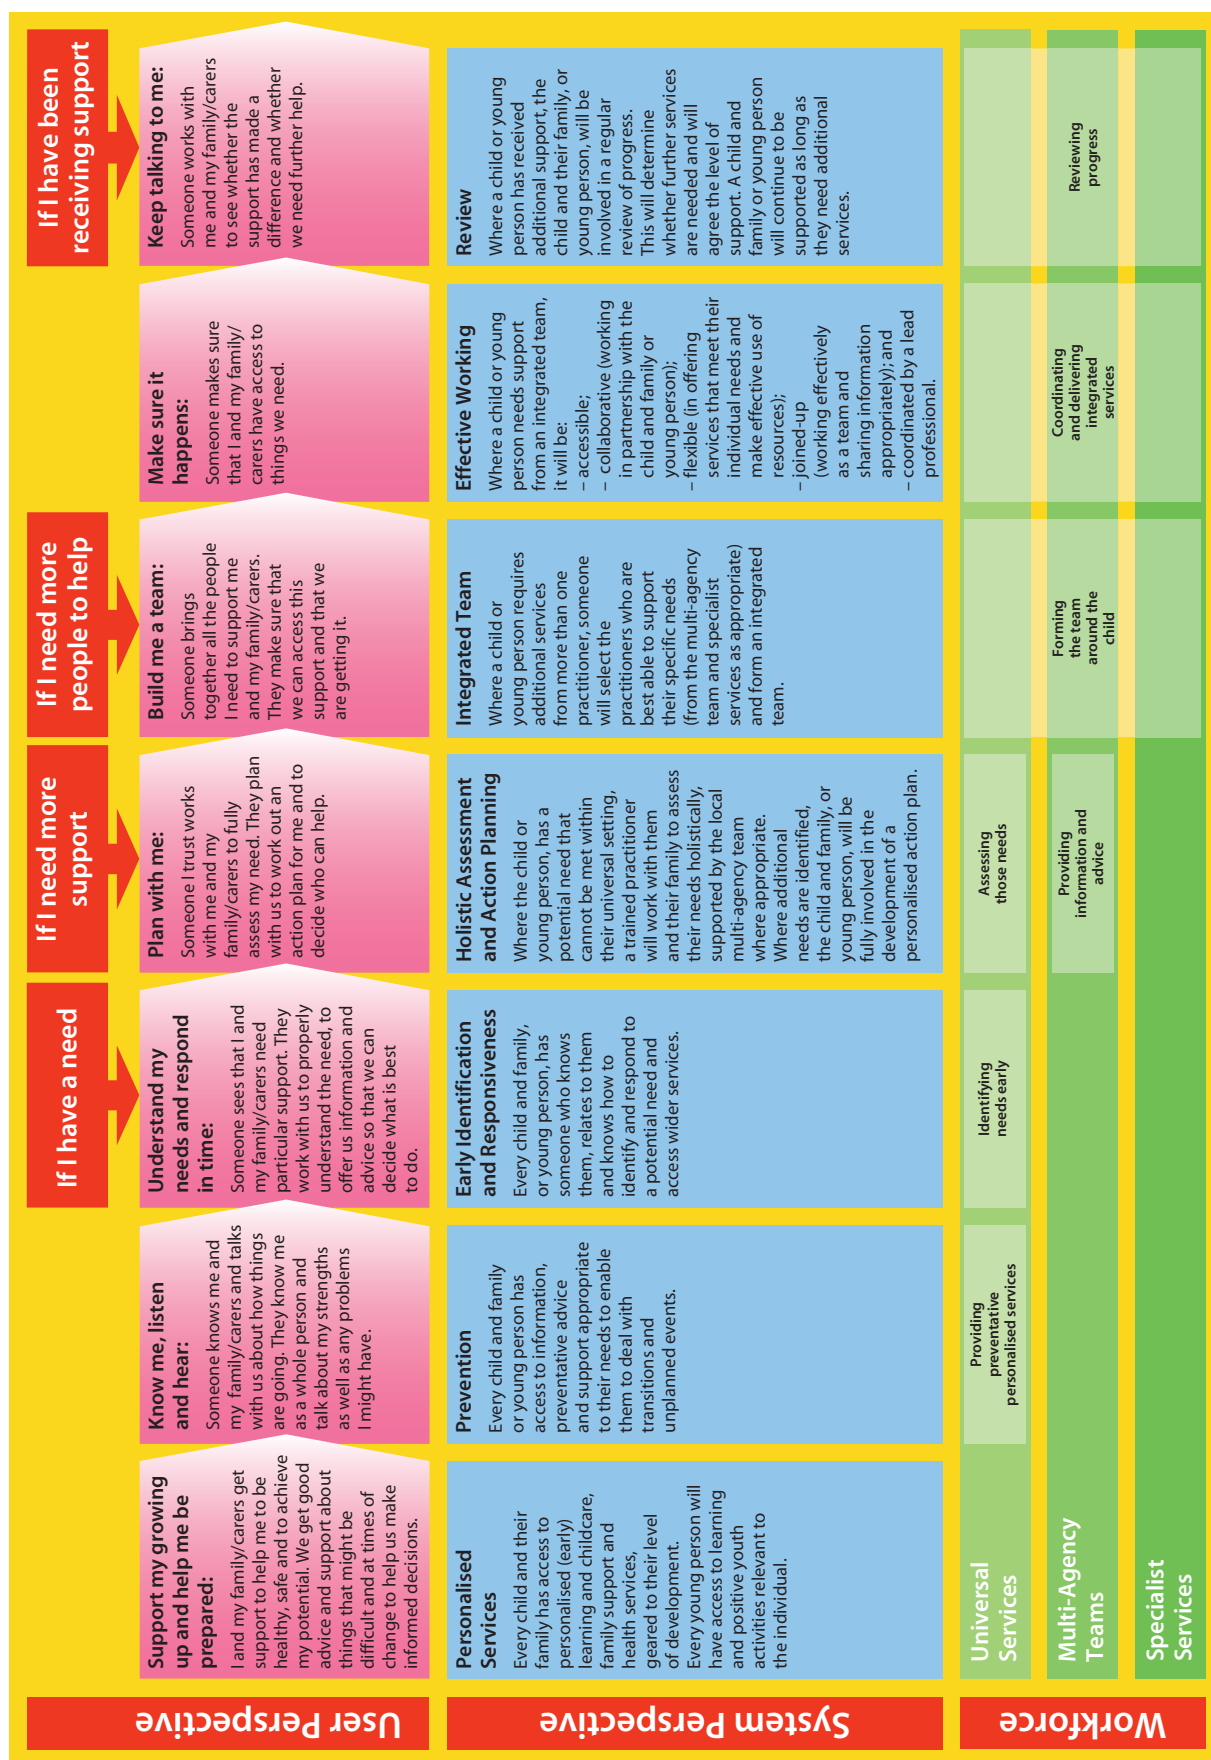 If I have a need
If I need more
support
If I need more
people to help
If I have been
receiving support
User Perspective
Support my growing
up and help me be
prepared:
I and my family/carers get
support to help me to be
healthy, safe and to achieve
my potential. We get good
advice and support about
things that might be
difficult and at times of
change to help us make
informed decisions.
Know me, listen
and hear:
Someone knows me and
my family/carers and talks
with us about how things
are going. They know me
as a whole person and
talk about my strengths
as well as any problems
I might have.
Understand my
needs and respond
in time:
Someone sees that I and
my family/carers need
particular support. They
work with us to properly
understand the need, to
offer us information and
advice so that we can
decide what is best
to do.
Plan with me:
Someone I trust works
with me and my
family/carers to fully
assess my need. They plan
with us to work out an
action plan for me and to
decide who can help.
Build me a team:
Someone brings
together all the people
I need to support me
and my family/carers.
They make sure that
we can access this
support and that we
are getting it.
Make sure it
happens:
Someone makes sure
that I and my family/
carers have access to
things we need.
Keep talking to me:
Someone works with
me and my family/carers
to see whether the
support has made a
difference and whether
we need further help.
System Perspective
Personalised
Services
Every child and their
family has access to
personalised (early)
learning and childcare,
family support and
health services,
geared to their level
of development.
Every young person will
have access to learning
and positive youth
activities relevant to
the individual.
Prevention
Every child and family
or young person has
access to information,
preventative advice
and support appropriate
to their needs to enable
them to deal with
transitions and
unplanned events.
Early Identification
and Responsiveness
Every child and family,
or young person, has
someone who knows
them, relates to them
and knows how to
identify and respond to
a potential need and
access wider services.
Holistic Assessment
and Action Planning
Where the child or
young person, has a
potential need that
cannot be met within
their universal setting,
a trained practitioner
will work with them
and their family to assess
their needs holistically,
supported by the local
multi-agency team
where appropriate.
Where additional
needs are identified,
the child and family, or
young person, will be
fully involved in the
development of a
personalised action plan.
Integrated Team
Where a child or
young person requires
additional services
from more than one
practitioner, someone
will select the
practitioners who are
best able to support
their specific needs
(from the multi-agency
team and specialist
services as appropriate)
and form an integrated
team.
Effective Working
Where a child or young
person needs support
from an integrated team,
it will be:
– accessible;
– collaborative (working
in partnership with the
child and family or
young person);
– flexible (in offering
services that meet their
individual needs and
make effective use of
resources);
– joined-up
(working effectively
as a team and
sharing information
appropriately); and
– coordinated by a lead
professional.
Review
Where a child or young
person has received
additional support, the
child and their family, or
young person, will be
involved in a regular
review of progress.
This will determine
whether further services
are needed and will
agree the level of
support. A child and
family or young person
will continue to be
supported as long as
they need additional
services.
Workforce
Universal
Services
Providing
preventative
personalised services
Identifying
needs early
Assessing
those needs
Multi-Agency
Teams
Providing
information and
advice
Forming
the team
around the
child
Coordinating
and delivering
integrated
services
Reviewing
progress
Specialist
Services